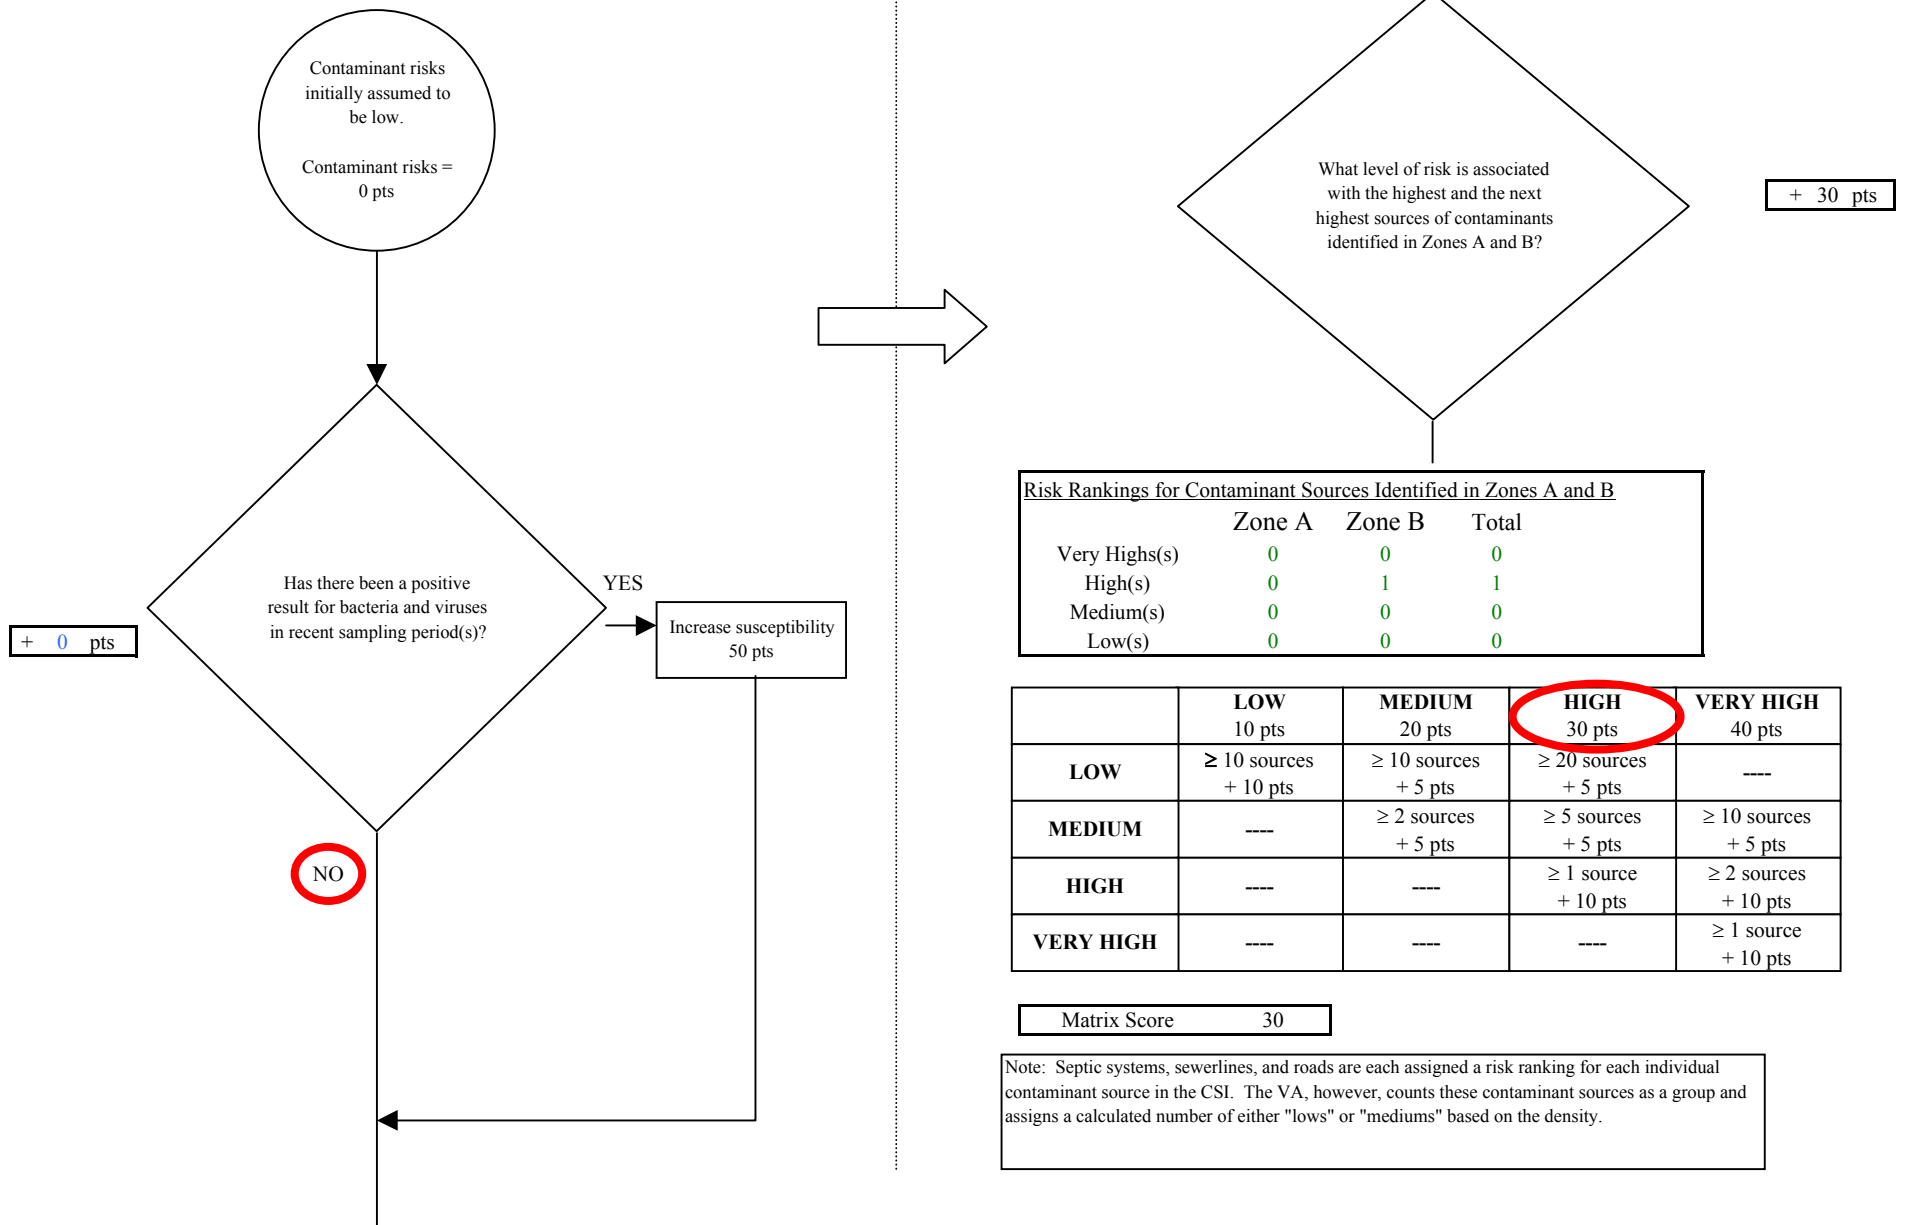 Contaminant risks
initially assumed to
be low.
Contaminant risks =
0 pts
Has there been a positive
result for bacteria and viruses
in recent sampling period(s)?
+ 0 pts
YES
Increase susceptibility
50 pts
NO
What level of risk is associated
with the highest and the next
highest sources of contaminants
identified in Zones A and B?
+ 30 pts
Risk Rankings for Contaminant Sources Identified in Zones A and B
Zone A Zone B Total
Very Highs(s) 0 0 0
High(s) 0 1 1
Medium(s) 0 0 0
Low(s) 0 0 0
LOW MEDIUM HIGH VERY HIGH
10 pts 20 pts 30 pts 40 pts
LOW ≥ 10 sources ≥ 10 sources ≥ 20 sources ----
+ 10 pts + 5 pts + 5 pts
MEDIUM ---- ≥ 2 sources ≥ 5 sources ≥ 10 sources
+ 5 pts + 5 pts + 5 pts
HIGH ---- ---- ≥ 1 source ≥ 2 sources
+ 10 pts + 10 pts
VERY HIGH ---- ---- ---- ≥ 1 source
+ 10 pts
Matrix Score 30
Note: Septic systems, sewerlines, and roads are each assigned a risk ranking for each individual
contaminant source in the CSI. The VA, however, counts these contaminant sources as a group and
assigns a calculated number of either "lows" or "mediums" based on the density.